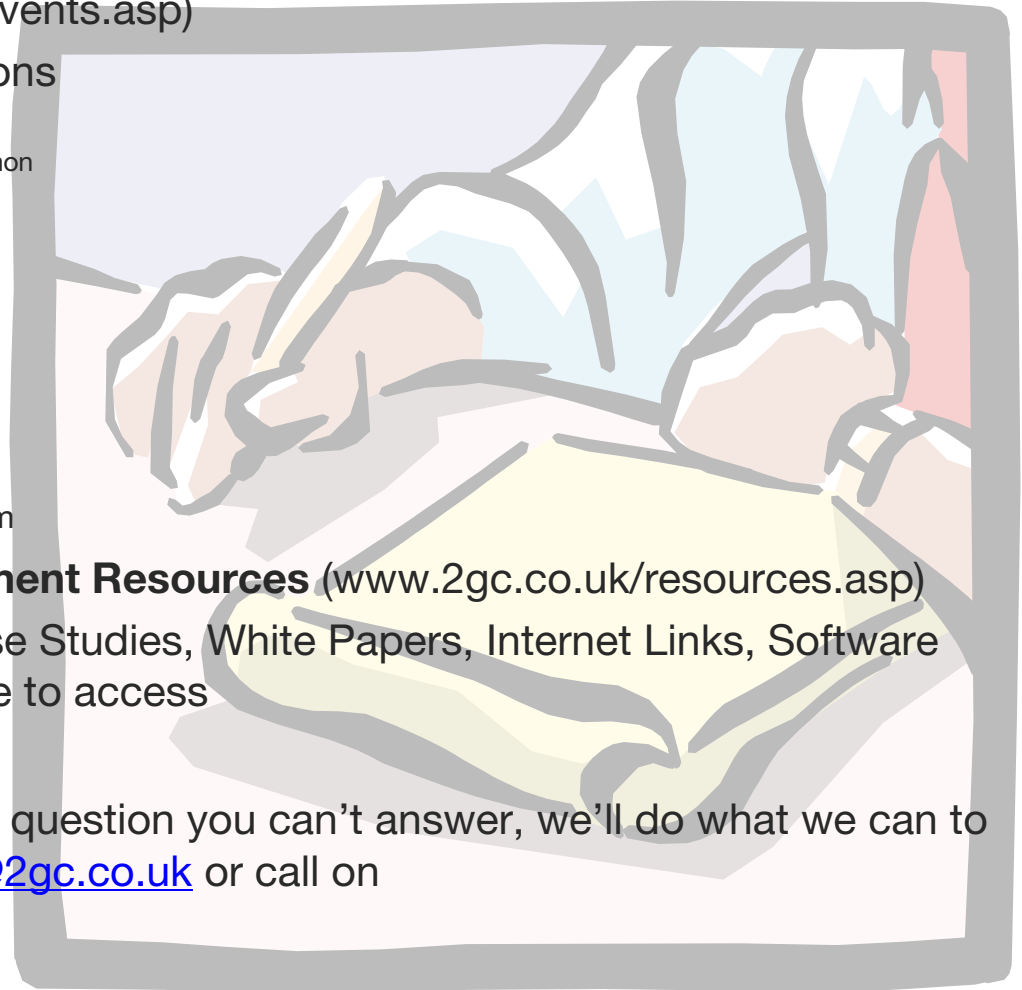 vents.asp)
ons
non
m
nent Resources (www.2gc.co.uk/resources.asp)
se Studies, White Papers, Internet Links, Software
e to access
question you can’t answer, we’ll do what we can to
@2gc.co.uk or call on